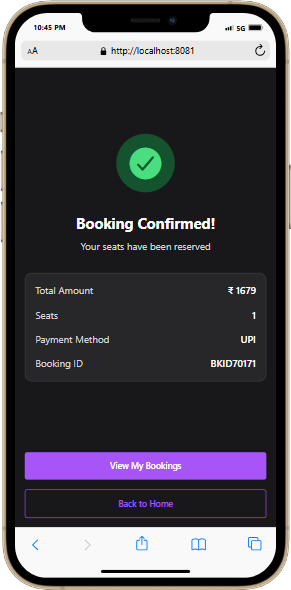 10:45 PM 5G
AA http://localhost:8081
Booking Confirmed!
Your seats have been reserved
Total Amount ₹ 1679
Seats 1
Payment Method UPI
Booking ID BKID70171
View My Bookings
Back to Home